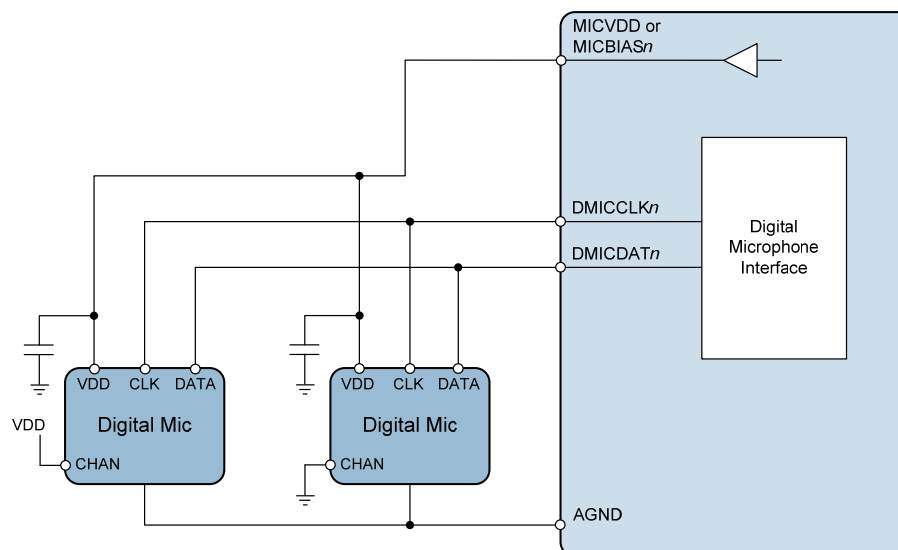 MICVDD or
MICBIASn
DMICCLKn
DMICDATn
Digital
Microphone
Interface
VDD CLK DATA
Digital Mic
VDD
CHAN
VDD CLK DATA
Digital Mic
CHAN
AGND